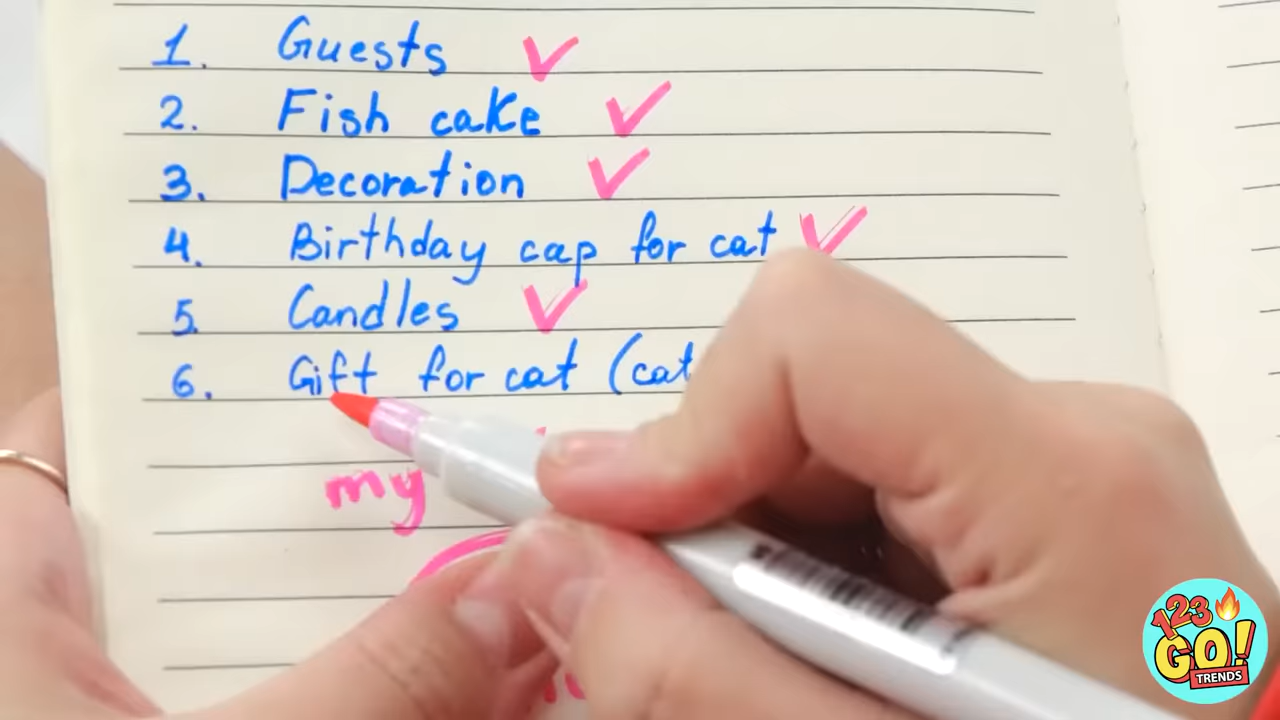 1. Guests
2. Fish cake
3. Decoration
4. Birthday cap for cat
5. Candles
6. Gift for cat (cat
my
123
GO!
TRENDS